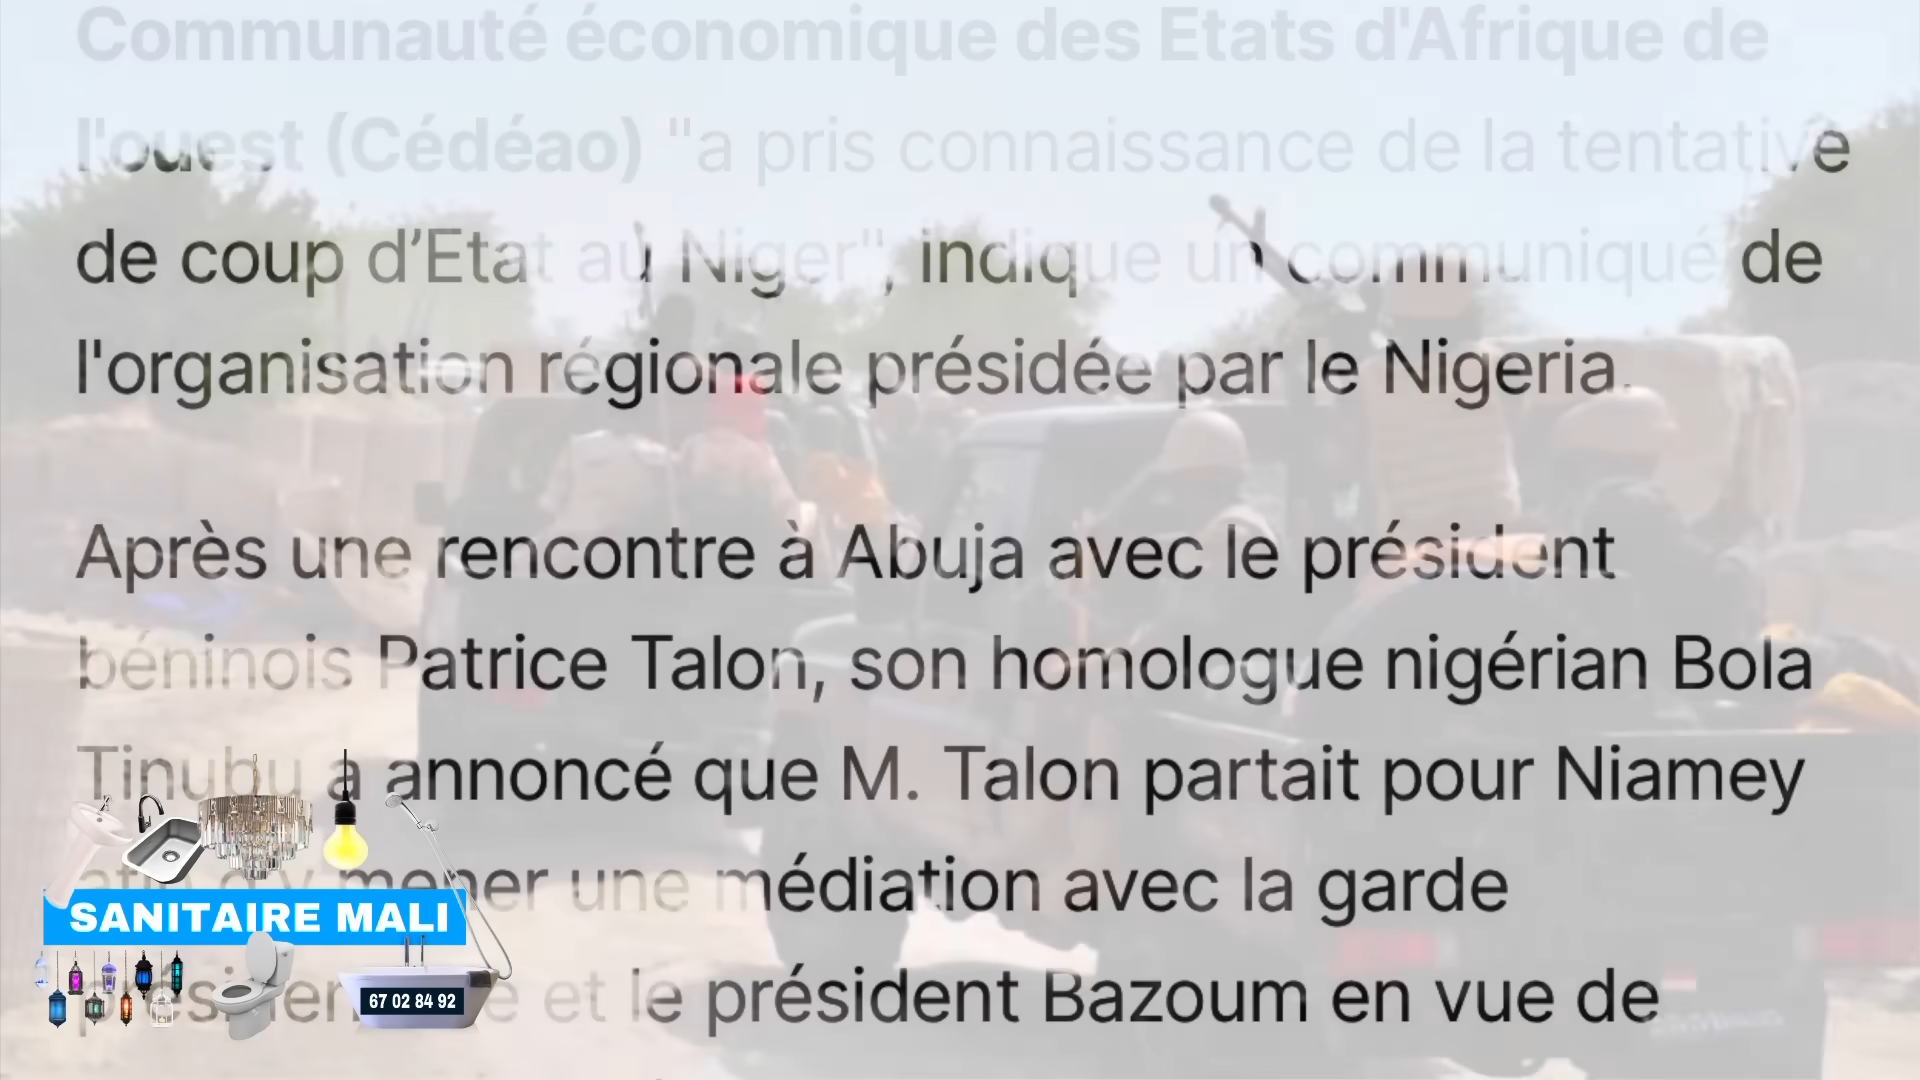 Communauté économique des Etats d'Afrique de
l'ouest (Cédéao) "a pris connaissance de la tentative
de coup d’Etat au Niger", indique un communiqué de
l'organisation régionale présidée par le Nigeria.
Après une rencontre à Abuja avec le président
béninois Patrice Talon, son homologue nigérian Bola
Tinubu a annoncé que M. Talon partait pour Niamey
afin d'y mener une médiation avec la garde
et le président Bazoum en vue de
SANITAIRE MALI
67 02 84 92